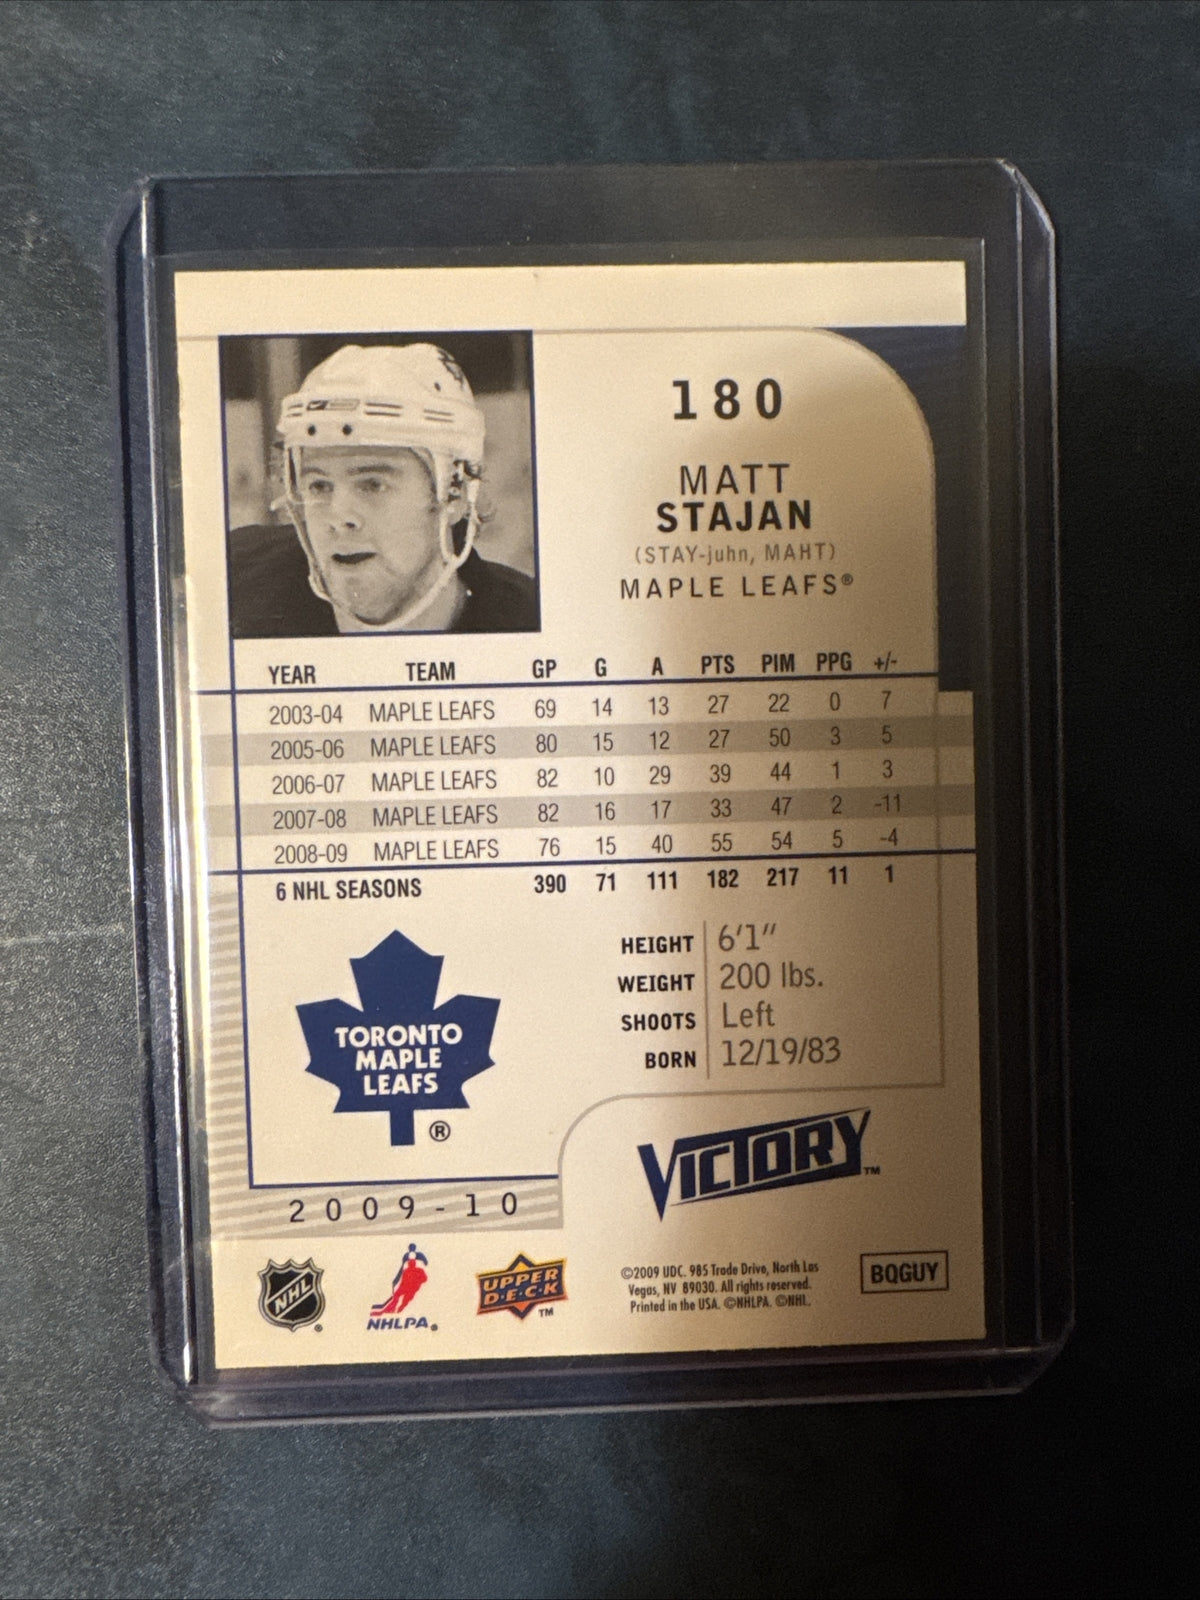 180
MATT
STAJAN
(STAY-juhn, MAHT)
MAPLE LEAFS®
YEAR TEAM GP G A PTS PIM PPG +/-
2003-04 MAPLE LEAFS 69 14 13 27 22 0 7
2005-06 MAPLE LEAFS 80 15 12 27 50 3 5
2006-07 MAPLE LEAFS 82 10 29 39 44 1 3
2007-08 MAPLE LEAFS 82 16 17 33 47 2 -11
2008-09 MAPLE LEAFS 76 15 40 55 54 5 -4
6 NHL SEASONS 390 71 111 182 217 11 1
HEIGHT 6'1"
WEIGHT 200 lbs.
SHOOTS Left
BORN 12/19/83
TORONTO
MAPLE
LEAFS
®
VICTORY™
2009-10
NHL®
NHLPA®
UPPER
D·E·C·K™
©2009 UDC. 985 Trade Drive, North Las
Vegas, NV 89030. All rights reserved.
Printed in the USA. ©NHLPA. ©NHL.
BQGUY